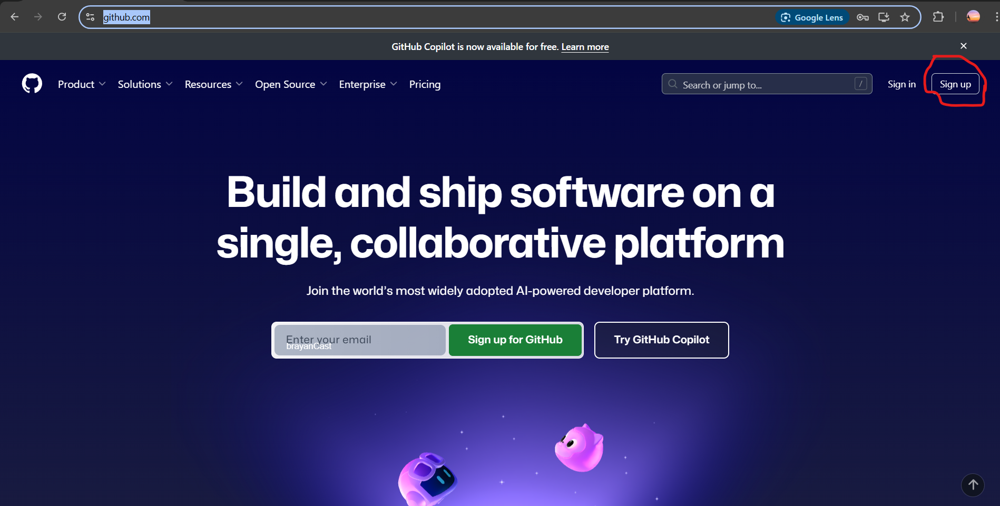 github.com
Google Lens
GitHub Copilot is now available for free. Learn more
Product Solutions Resources Open Source Enterprise Pricing
Search or jump to... /
Sign in
Sign up
Build and ship software on a
single, collaborative platform
Join the world’s most widely adopted AI-powered developer platform.
Enter your email
brayanCast
Sign up for GitHub
Try GitHub Copilot